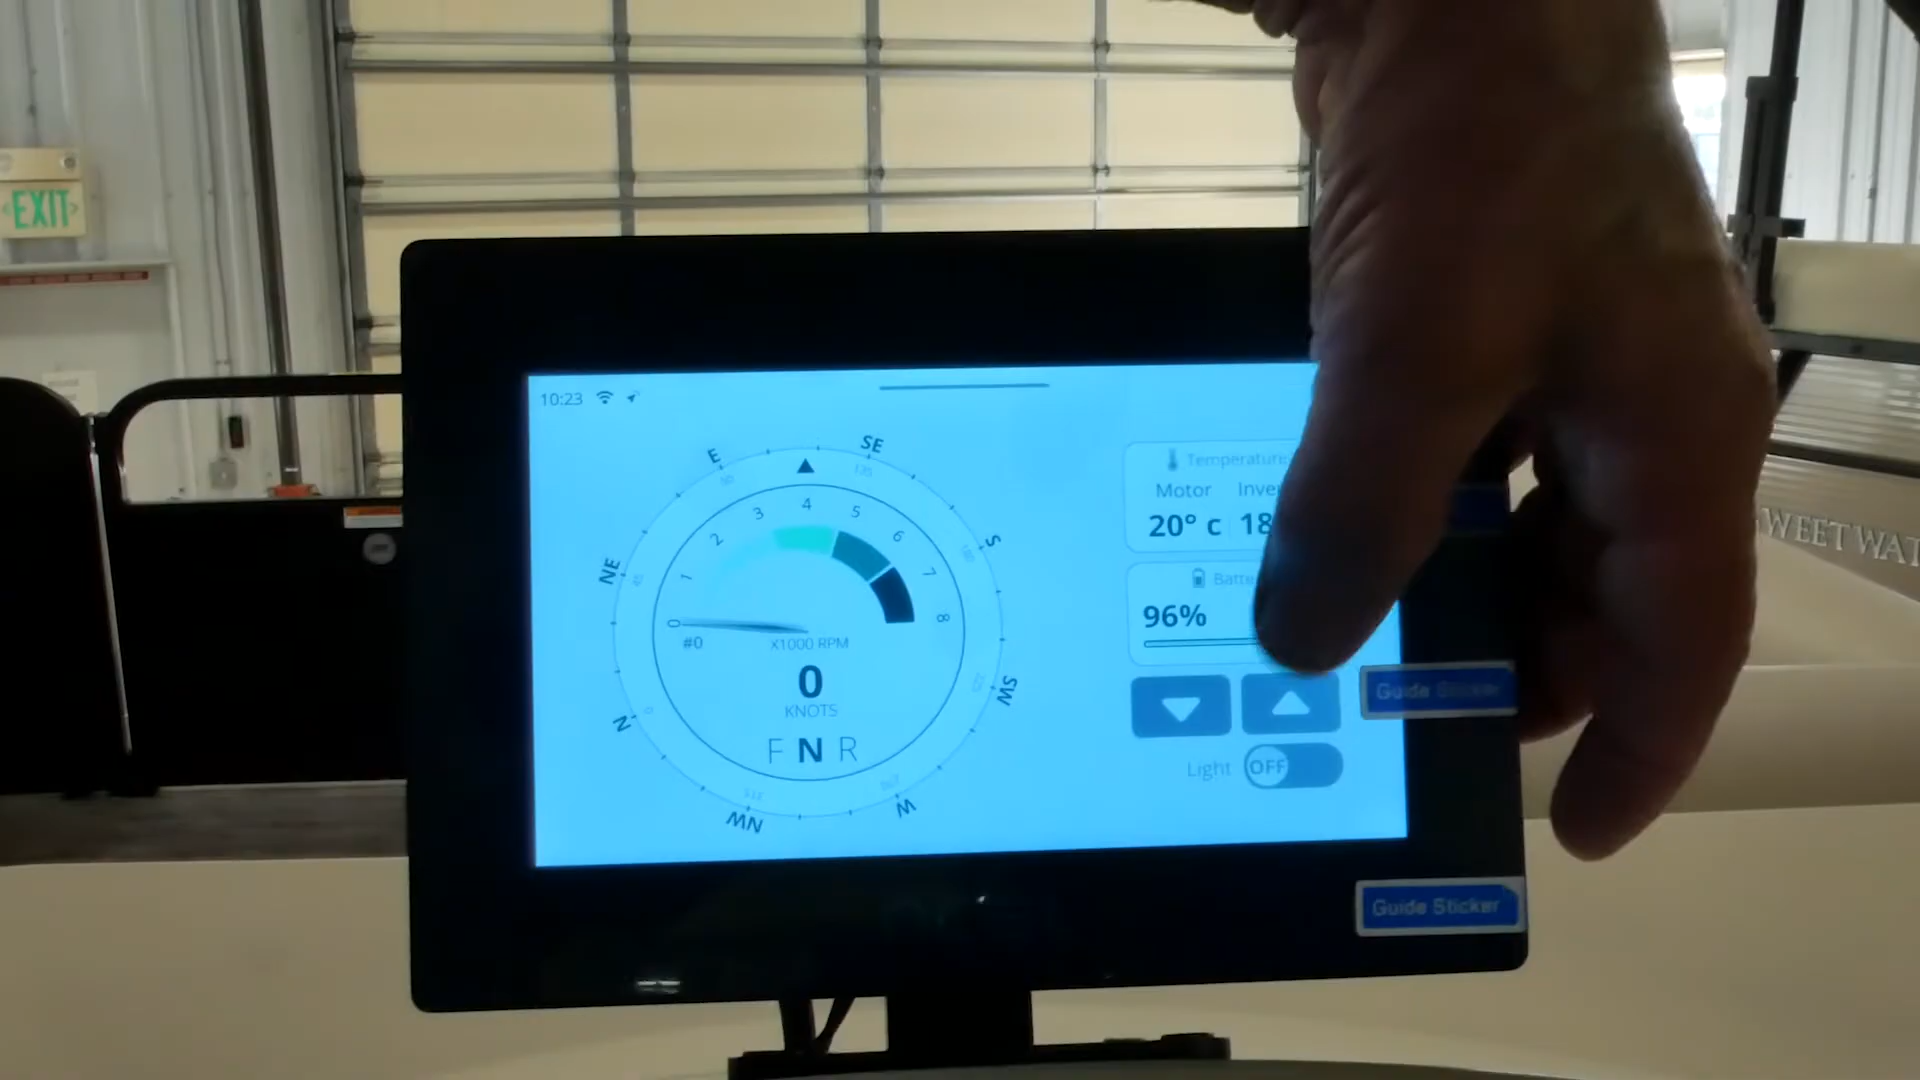 EXIT
10:23
E
SE
NE
S
N
SW
NW
W
0
1
2
3
4
5
6
7
8
#0
X1000 RPM
0
KNOTS
F N R
Temperature
Motor
20° c
96%
Light
OFF
Guide Sticker
Guide Sticker